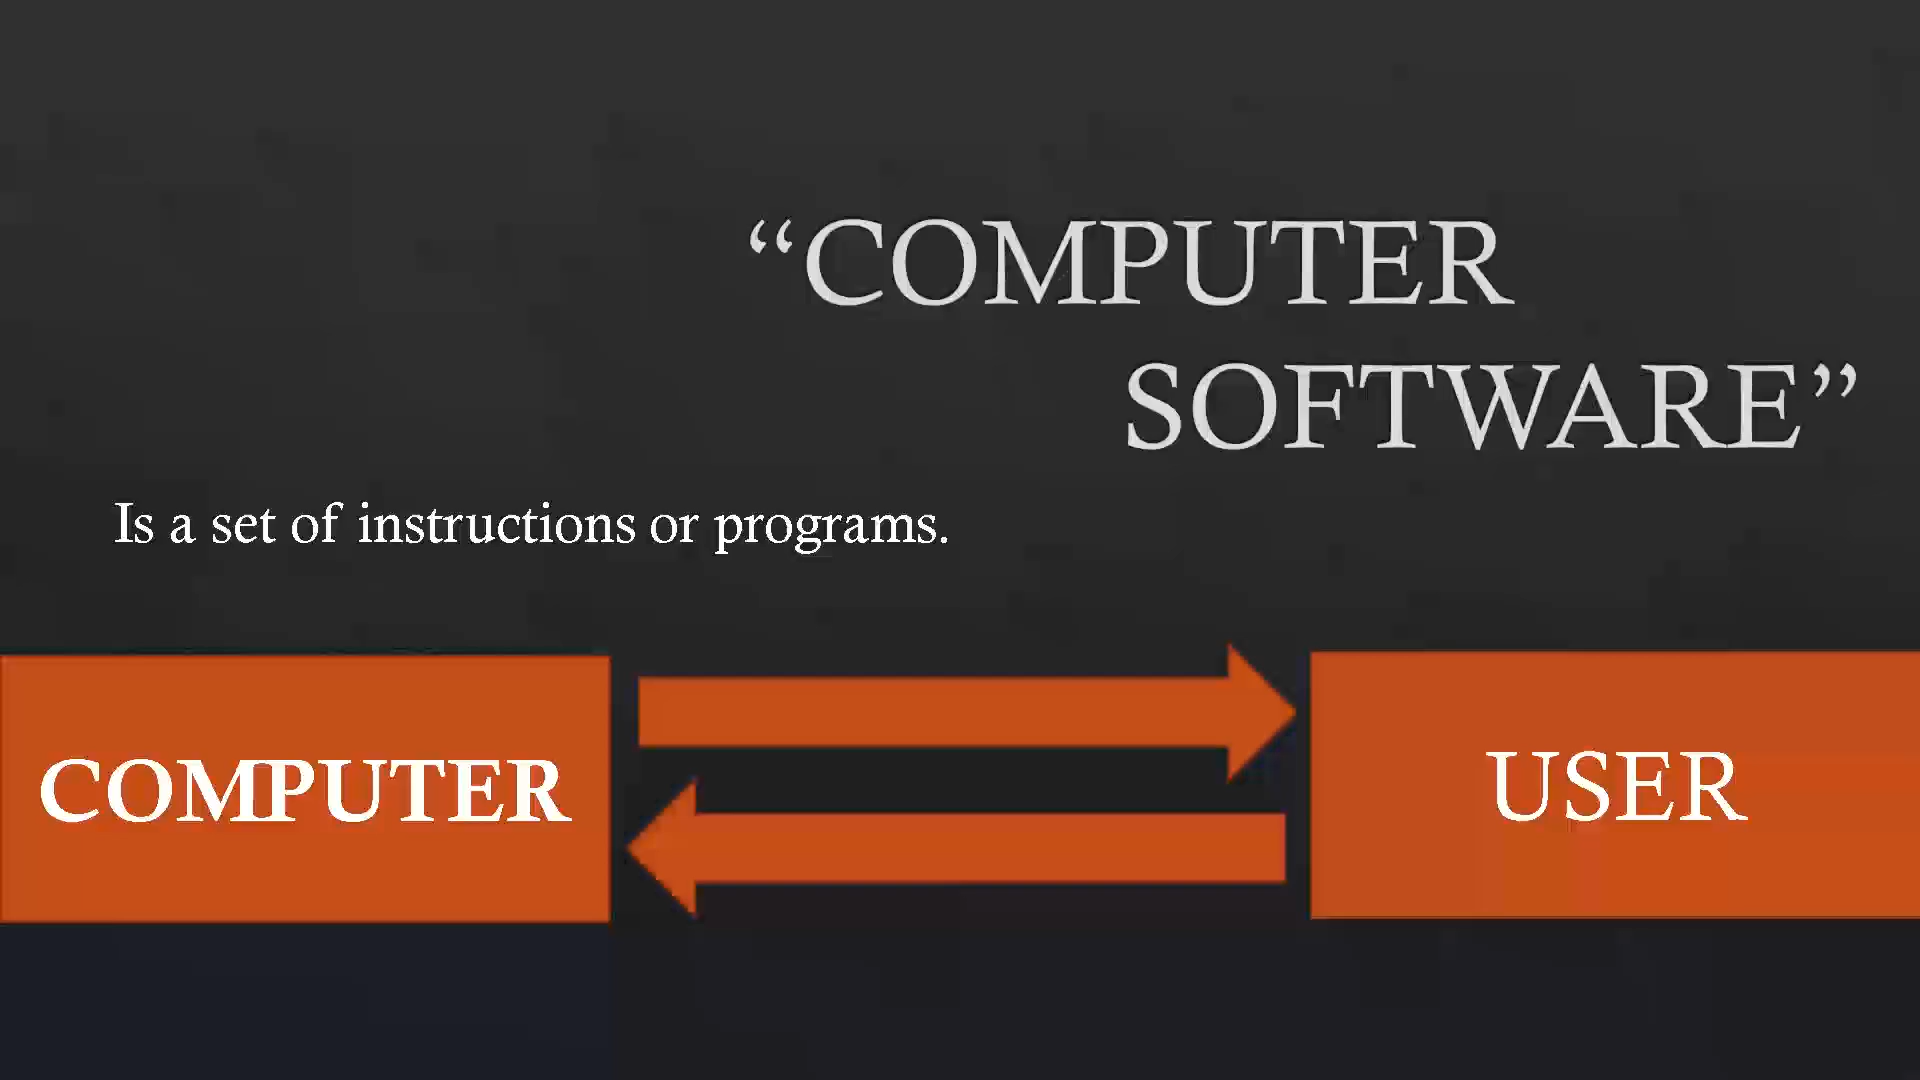 “COMPUTER
SOFTWARE”
Is a set of instructions or programs.
COMPUTER
USER